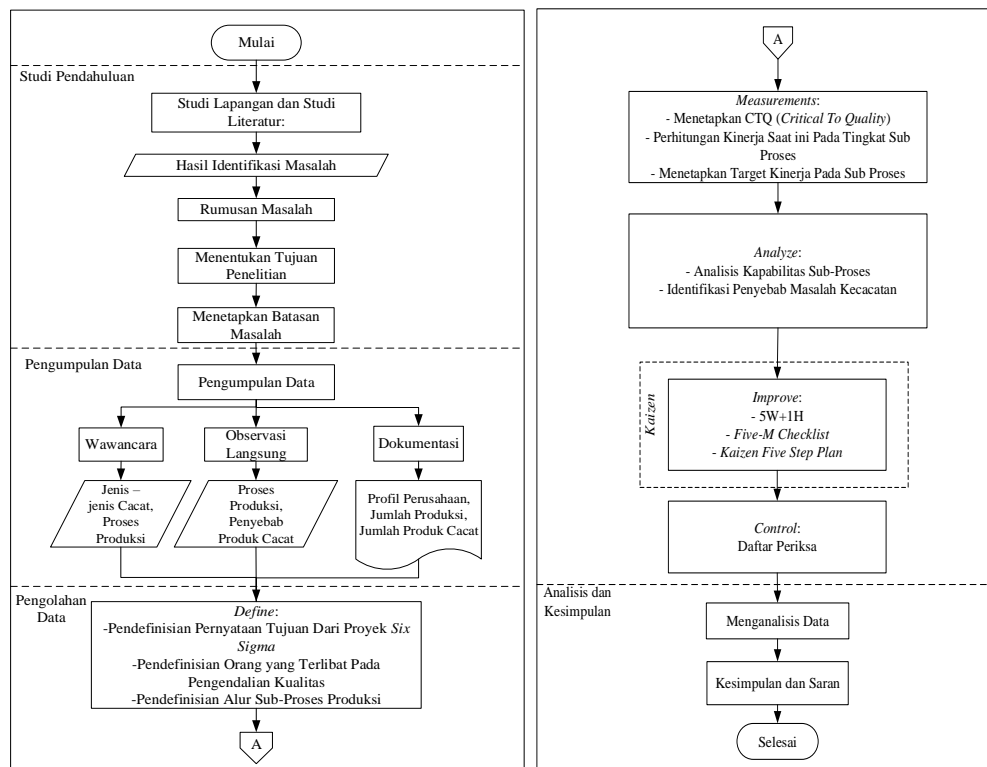 Mulai
Studi Pendahuluan
Studi Lapangan dan Studi
Literatur:
Hasil Identifikasi Masalah
Rumusan Masalah
Menentukan Tujuan
Penelitian
Menetapkan Batasan
Masalah
Pengumpulan Data
Pengumpulan Data
Wawancara
Observasi
Langsung
Dokumentasi
Jenis –
jenis Cacat,
Proses
Produksi
Proses
Produksi,
Penyebab
Produk Cacat
Profil Perusahaan,
Jumlah Produksi,
Jumlah Produk Cacat
Pengolahan
Data
Define:
-Pendefinisian Pernyataan Tujuan Dari Proyek Six
Sigma
-Pendefinisian Orang yang Terlibat Pada
Pengendalian Kualitas
-Pendefinisian Alur Sub-Proses Produksi
A
A
Measurements:
- Menetapkan CTQ (Critical To Quality)
- Perhitungan Kinerja Saat ini Pada Tingkat Sub
Proses
- Menetapkan Target Kinerja Pada Sub Proses
Analyze:
- Analisis Kapabilitas Sub-Proses
- Identifikasi Penyebab Masalah Kecacatan
Kaizen
Improve:
- 5W+1H
- Five-M Checklist
- Kaizen Five Step Plan
Control:
Daftar Periksa
Analisis dan
Kesimpulan
Menganalisis Data
Kesimpulan dan Saran
Selesai